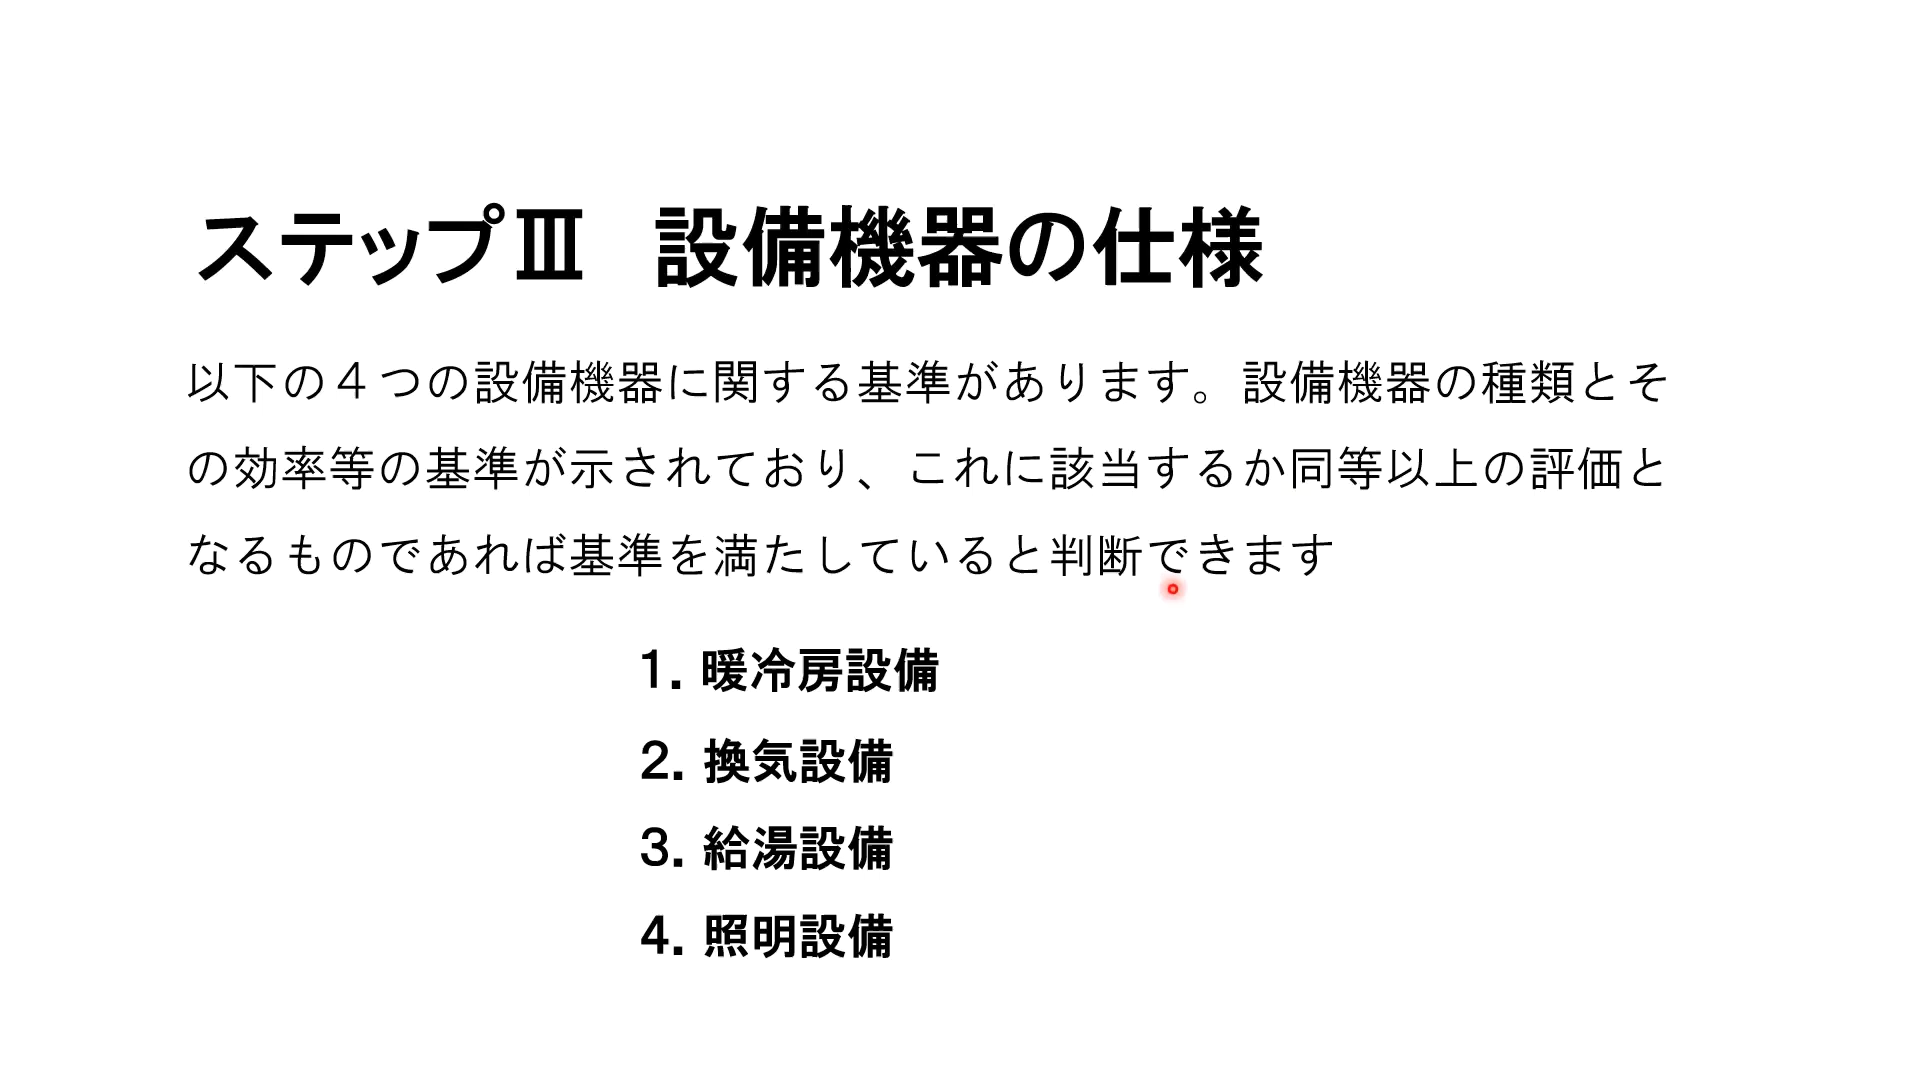 ステップⅢ　設備機器の仕様
以下の４つの設備機器に関する基準があります。設備機器の種類とそ
の効率等の基準が示されており、これに該当するか同等以上の評価と
なるものであれば基準を満たしていると判断できます
1. 暖冷房設備
2. 換気設備
3. 給湯設備
4. 照明設備